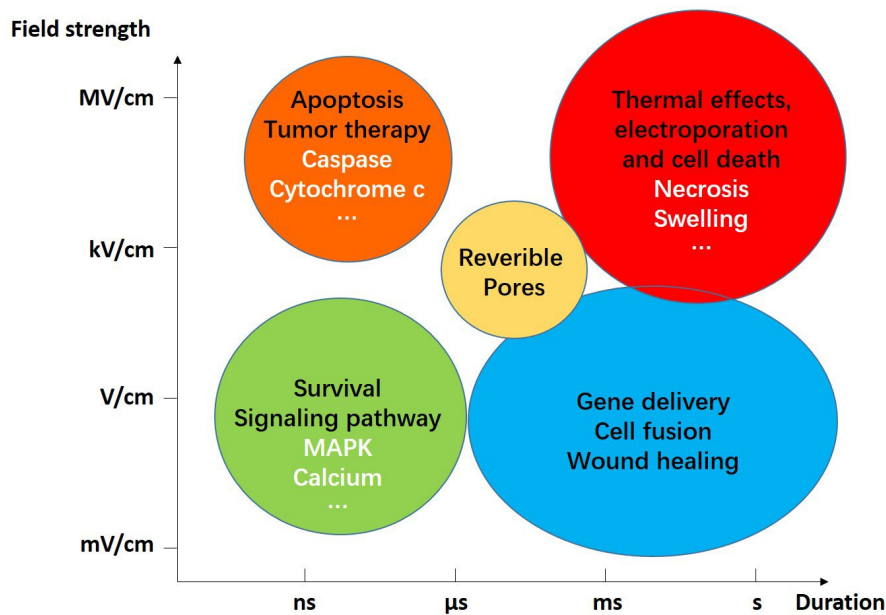 Field strength
MV/cm
kV/cm
V/cm
mV/cm
Apoptosis
Tumor therapy
Caspase
Cytochrome c
...
Thermal effects,
electroporation
and cell death
Necrosis
Swelling
...
Reverible
Pores
Survival
Signaling pathway
MAPK
Calcium
...
Gene delivery
Cell fusion
Wound healing
ns
µs
ms
s
Duration